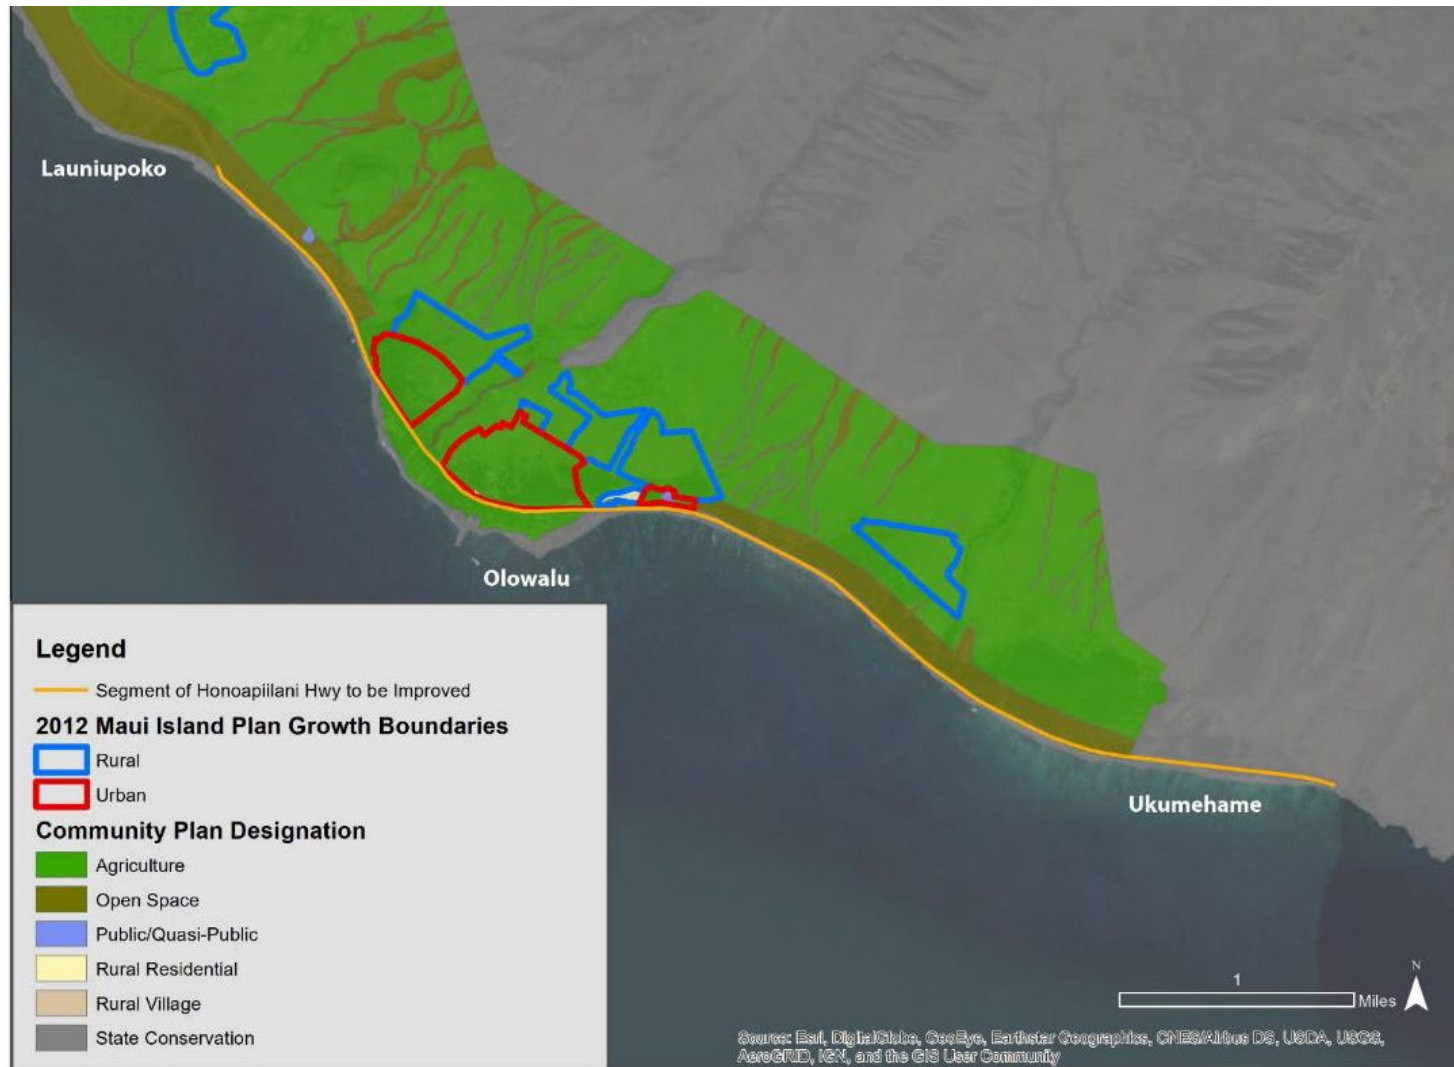 Launiupoko
Olowalu
Ukumehame
Legend
Segment of Honoapiilani Hwy to be Improved
2012 Maui Island Plan Growth Boundaries
Rural
Urban
Community Plan Designation
Agriculture
Open Space
Public/Quasi-Public
Rural Residential
Rural Village
State Conservation
1
Miles
N
Source: Esri, DigitalGlobe, GeoEye, Earthstar Geographics, CNES/Airbus DS, USDA, USGS,
AeroGRID, IGN, and the GIS User Community